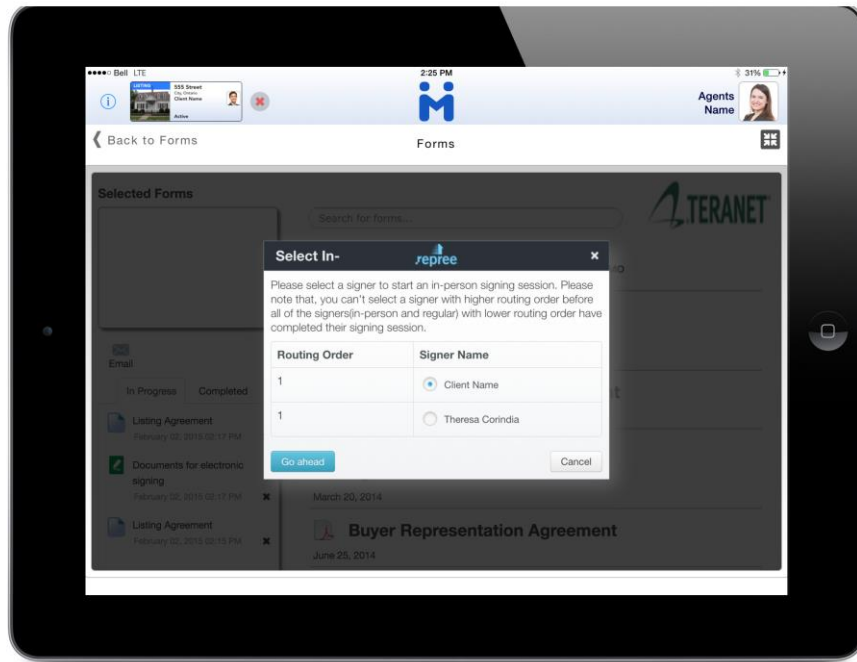 Bell LTE
2:25 PM
31%
LISTING
555 Street
City, Ontario
Client Name
Active
Agents
Name
Back to Forms
Forms
Selected Forms
Search for forms...
TERANET
Select In-
repree
Please select a signer to start an in-person signing session. Please
note that, you can't select a signer with higher routing order before
all of the signers(in-person and regular) with lower routing order have
completed their signing session.
Routing Order
Signer Name
1
Client Name
1
Theresa Corindia
Go ahead
Cancel
Email
In Progress
Completed
Listing Agreement
February 02, 2015 02:17 PM
Documents for electronic
signing
February 02, 2015 02:17 PM
Listing Agreement
February 02, 2015 02:15 PM
March 20, 2014
Buyer Representation Agreement
June 25, 2014